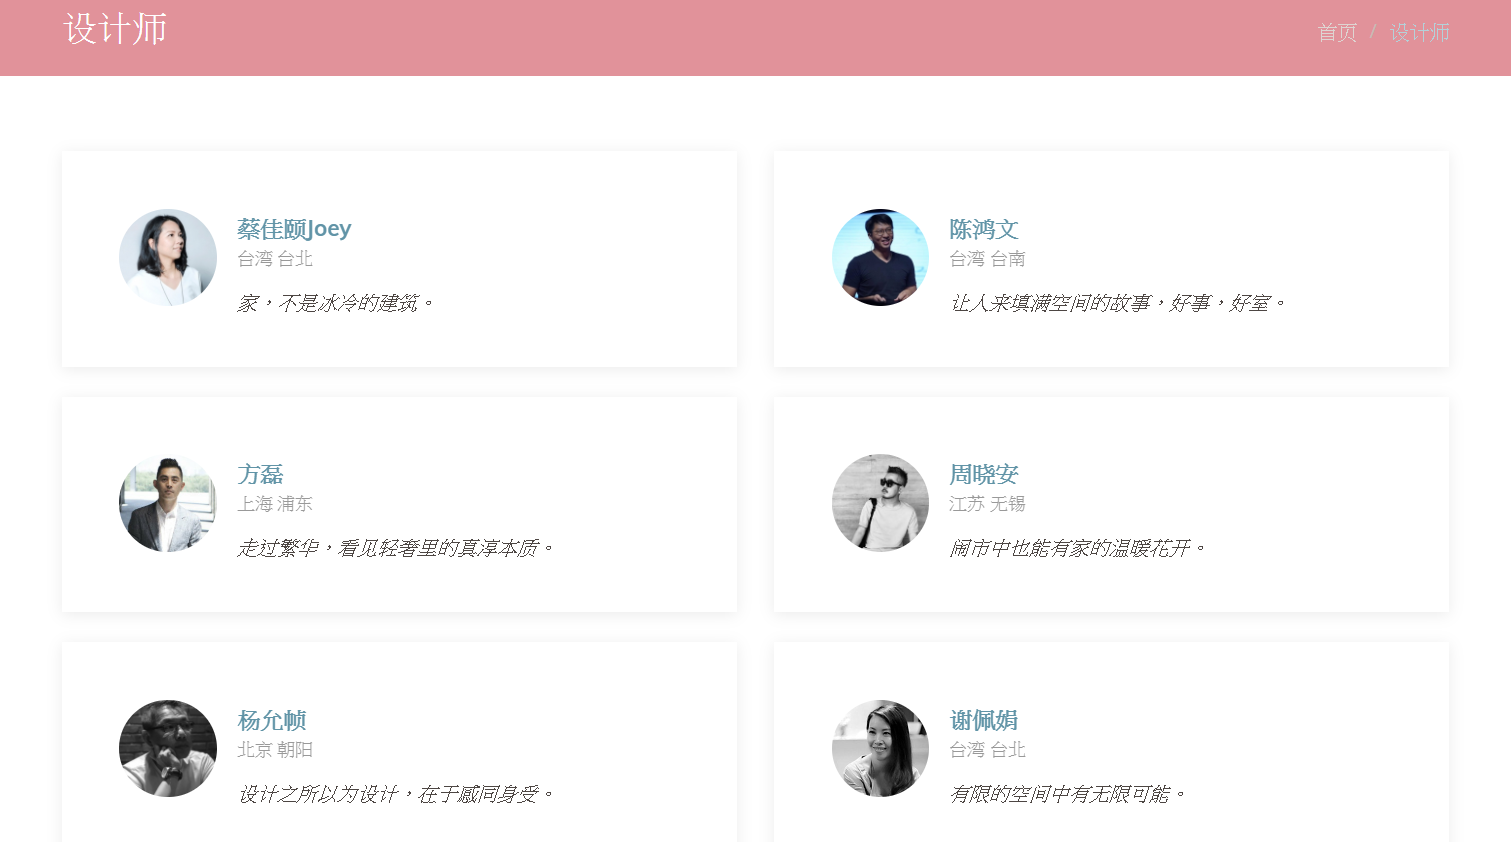 设计师
首页 / 设计师
蔡佳颐Joey
台湾 台北
家，不是冰冷的建筑。
陈鸿文
台湾 台南
让人来填满空间的故事，好事，好室。
方磊
上海 浦东
走过繁华，看见轻奢里的真淳本质。
周晓安
江苏 无锡
闹市中也能有家的温暖花开。
杨允帧
北京 朝阳
设计之所以为设计，在于感同身受。
谢佩娟
台湾 台北
有限的空间中有无限可能。